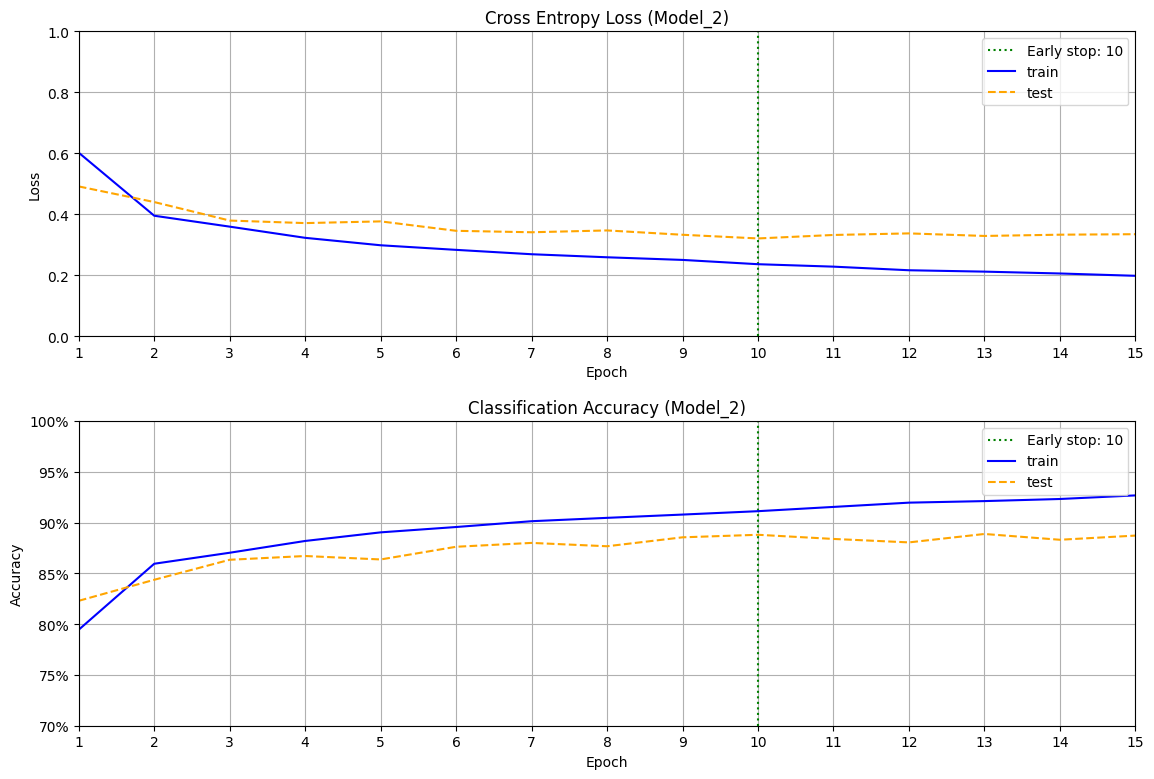 Cross Entropy Loss (Model_2)
1.0
0.8
0.6
0.4
0.2
0.0
Loss
Early stop: 10
train
test
1 2 3 4 5 6 7 8 9 10 11 12 13 14 15
Epoch
Classification Accuracy (Model_2)
100%
95%
90%
85%
80%
75%
70%
Accuracy
Early stop: 10
train
test
1 2 3 4 5 6 7 8 9 10 11 12 13 14 15
Epoch